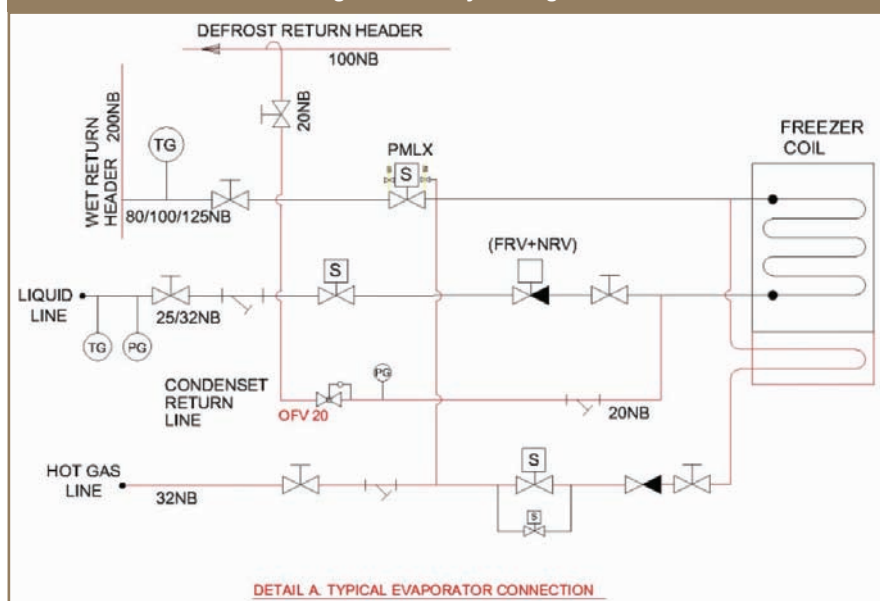 DEFROST RETURN HEADER
100NB
WET RETURN
HEADER 200NB
TG
20NB
PMLX
S
S
S
FREEZER
COIL
80/100/125NB
S
(FRV+NRV)
LIQUID
LINE
25/32NB
TG
PG
CONDENSET
RETURN
LINE
PG
OFV 20
20NB
HOT GAS
LINE
32NB
S
S
DETAIL A. TYPICAL EVAPORATOR CONNECTION